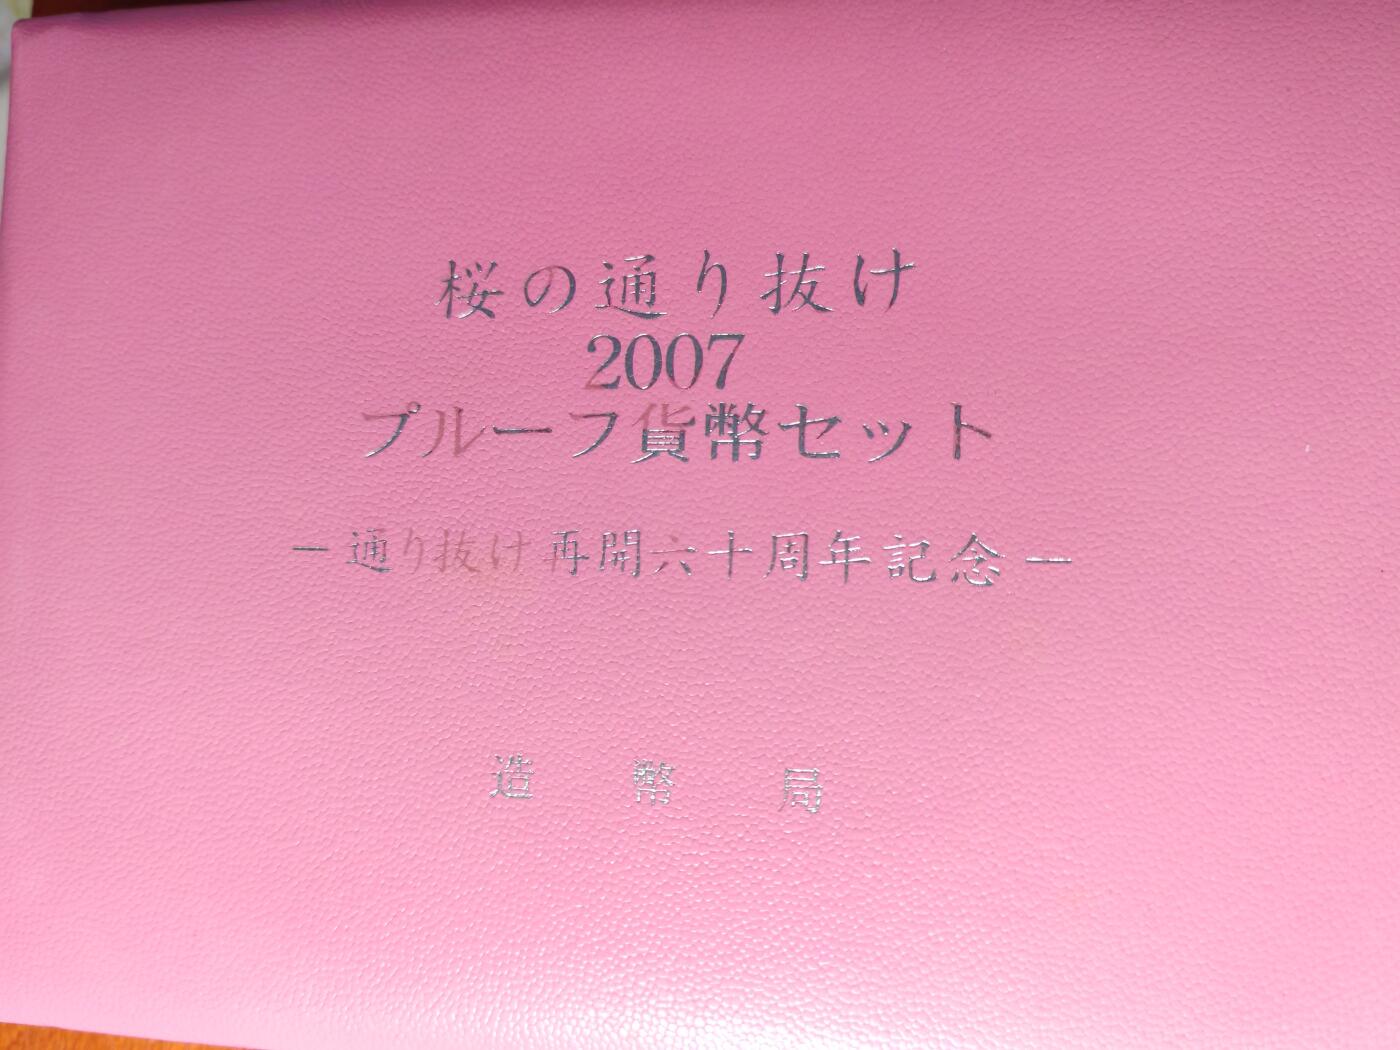 桜の通り抜け
2007
プルーフ貨幣セット
－通り抜け再開六十周年記念－
造幣局